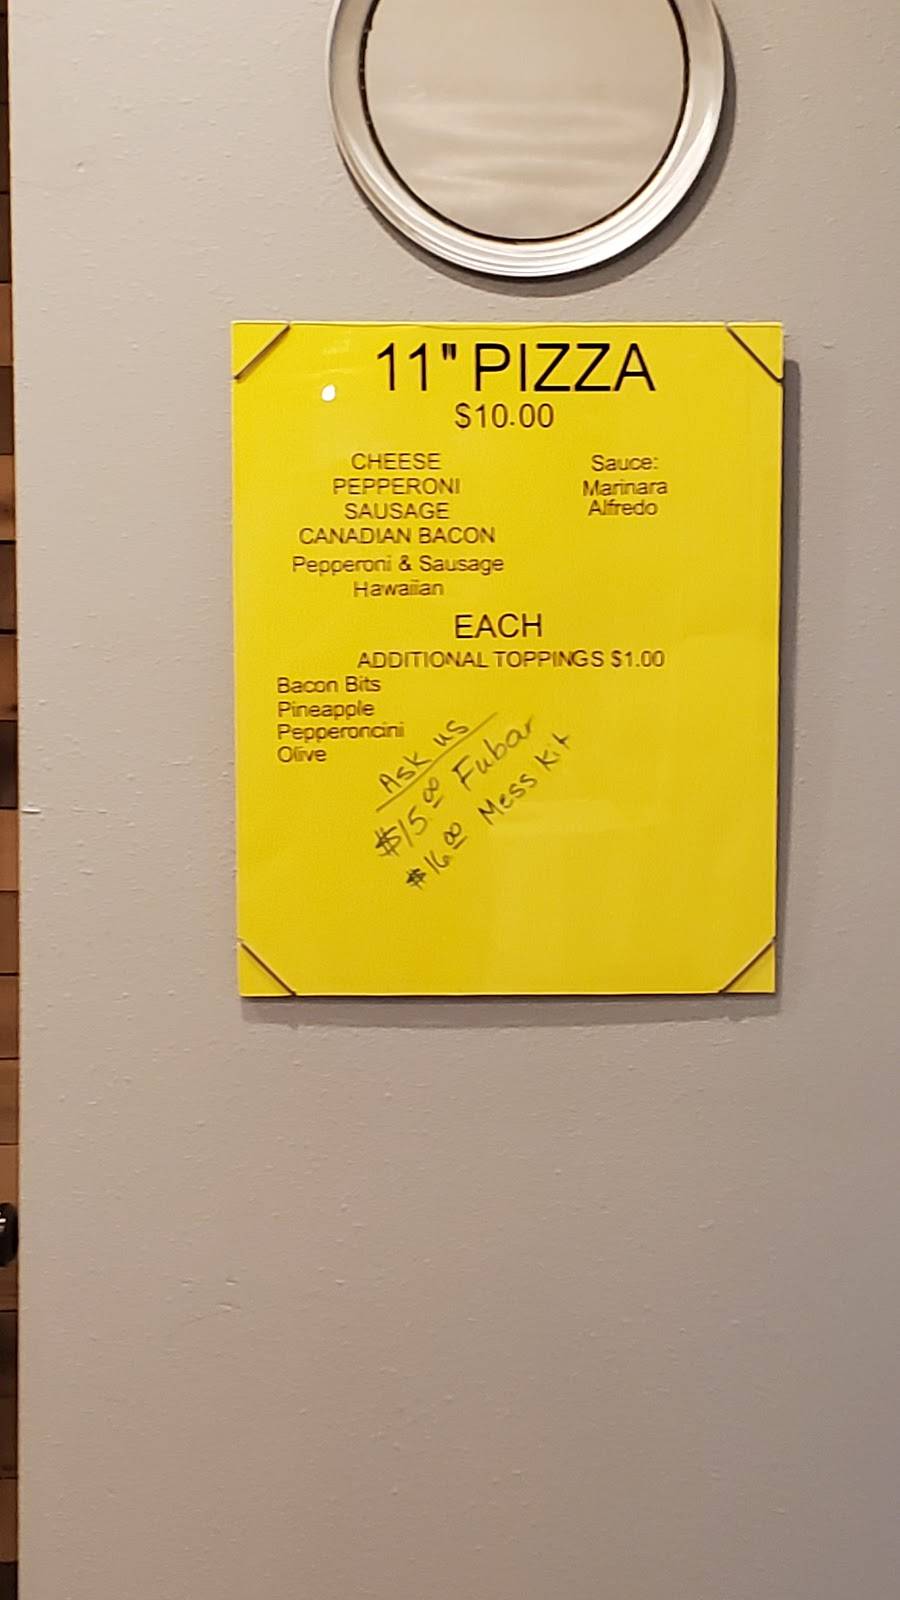 11" PIZZA
$10.00
CHEESE
PEPPERONI
SAUSAGE
CANADIAN BACON
Pepperoni & Sausage
Hawaiian
Sauce:
Marinara
Alfredo
EACH
ADDITIONAL TOPPINGS $1.00
Bacon Bits
Pineapple
Pepperoncini
Olive
Ask us
$15.00 Fubar
$16.00 Mess Kit